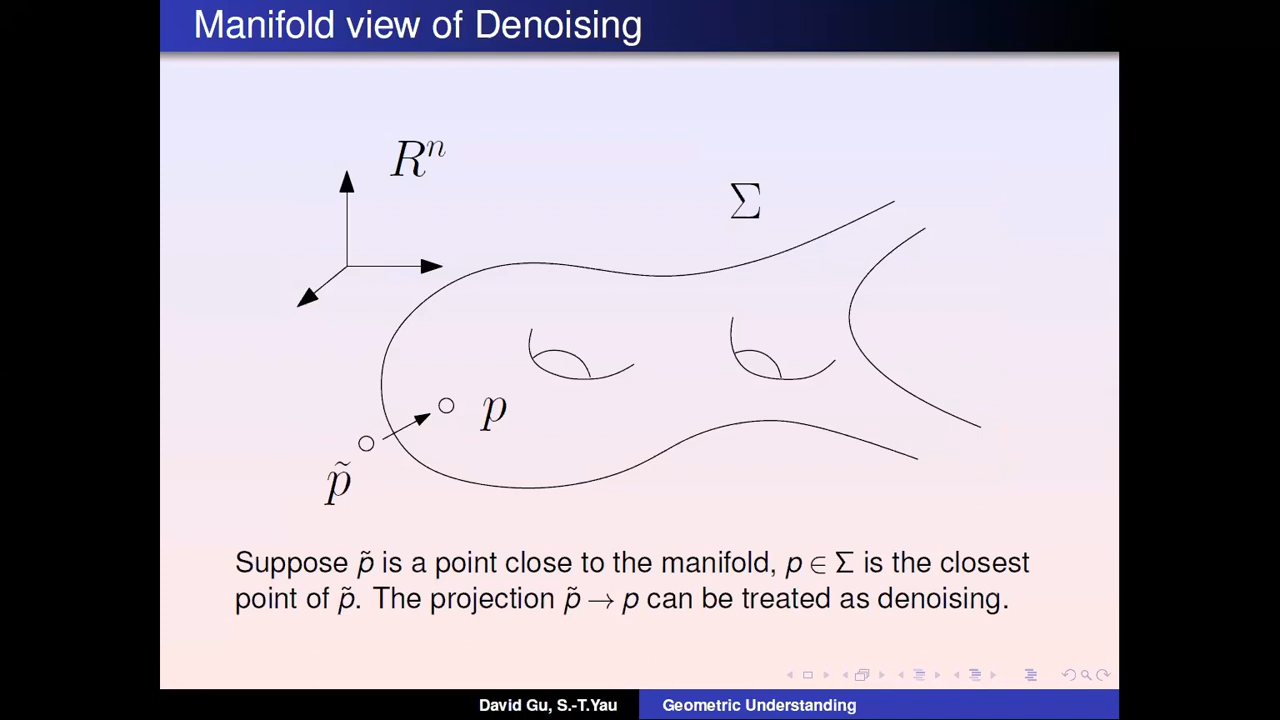 Manifold view of Denoising
Rⁿ
Σ
p
p̃
Suppose p̃ is a point close to the manifold, p ∈ Σ is the closest
point of p̃. The projection p̃ → p can be treated as denoising.
David Gu, S.-T.Yau
Geometric Understanding